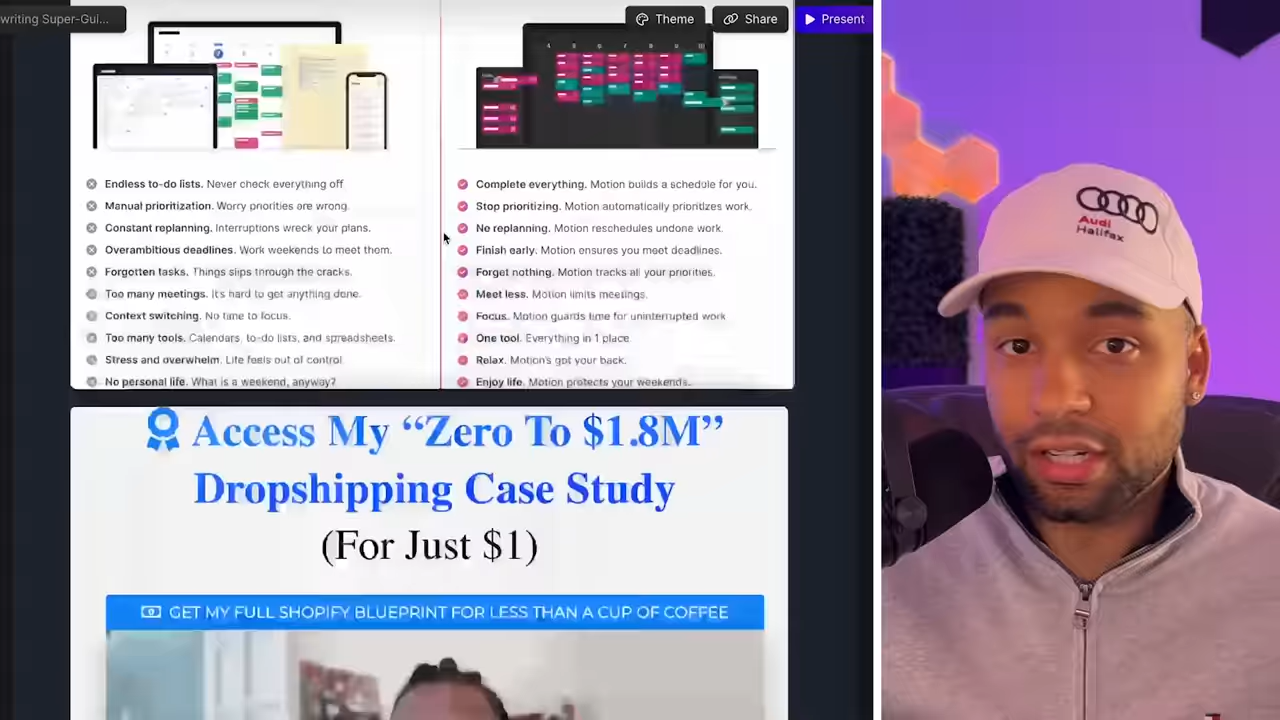 writing Super-Gui...
Theme
Share
Present
Endless to-do lists. Never check everything off
Manual prioritization. Worry priorities are wrong.
Constant replanning. Interruptions wreck your plans.
Overambitious deadlines. Work weekends to meet them.
Forgotten tasks. Things slips through the cracks.
Too many meetings. It's hard to get anything done.
Context switching. No time to focus.
Too many tools. Calendars, to-do lists, and spreadsheets.
Stress and overwhelm. Life feels out of control
No personal life. What is a weekend, anyway?
4 5 6 7 8 9 10
Complete everything. Motion builds a schedule for you.
Stop prioritizing. Motion automatically prioritizes work.
No replanning. Motion reschedules undone work.
Finish early. Motion ensures you meet deadlines.
Forget nothing. Motion tracks all your priorities.
Meet less. Motion limits meetings.
Focus. Motion guards time for uninterrupted work
One tool. Everything in 1 place.
Relax. Motion's got your back.
Enjoy life. Motion protects your weekends.
Access My “Zero To $1.8M”
Dropshipping Case Study
(For Just $1)
GET MY FULL SHOPIFY BLUEPRINT FOR LESS THAN A CUP OF COFFEE
Audi
Halifax